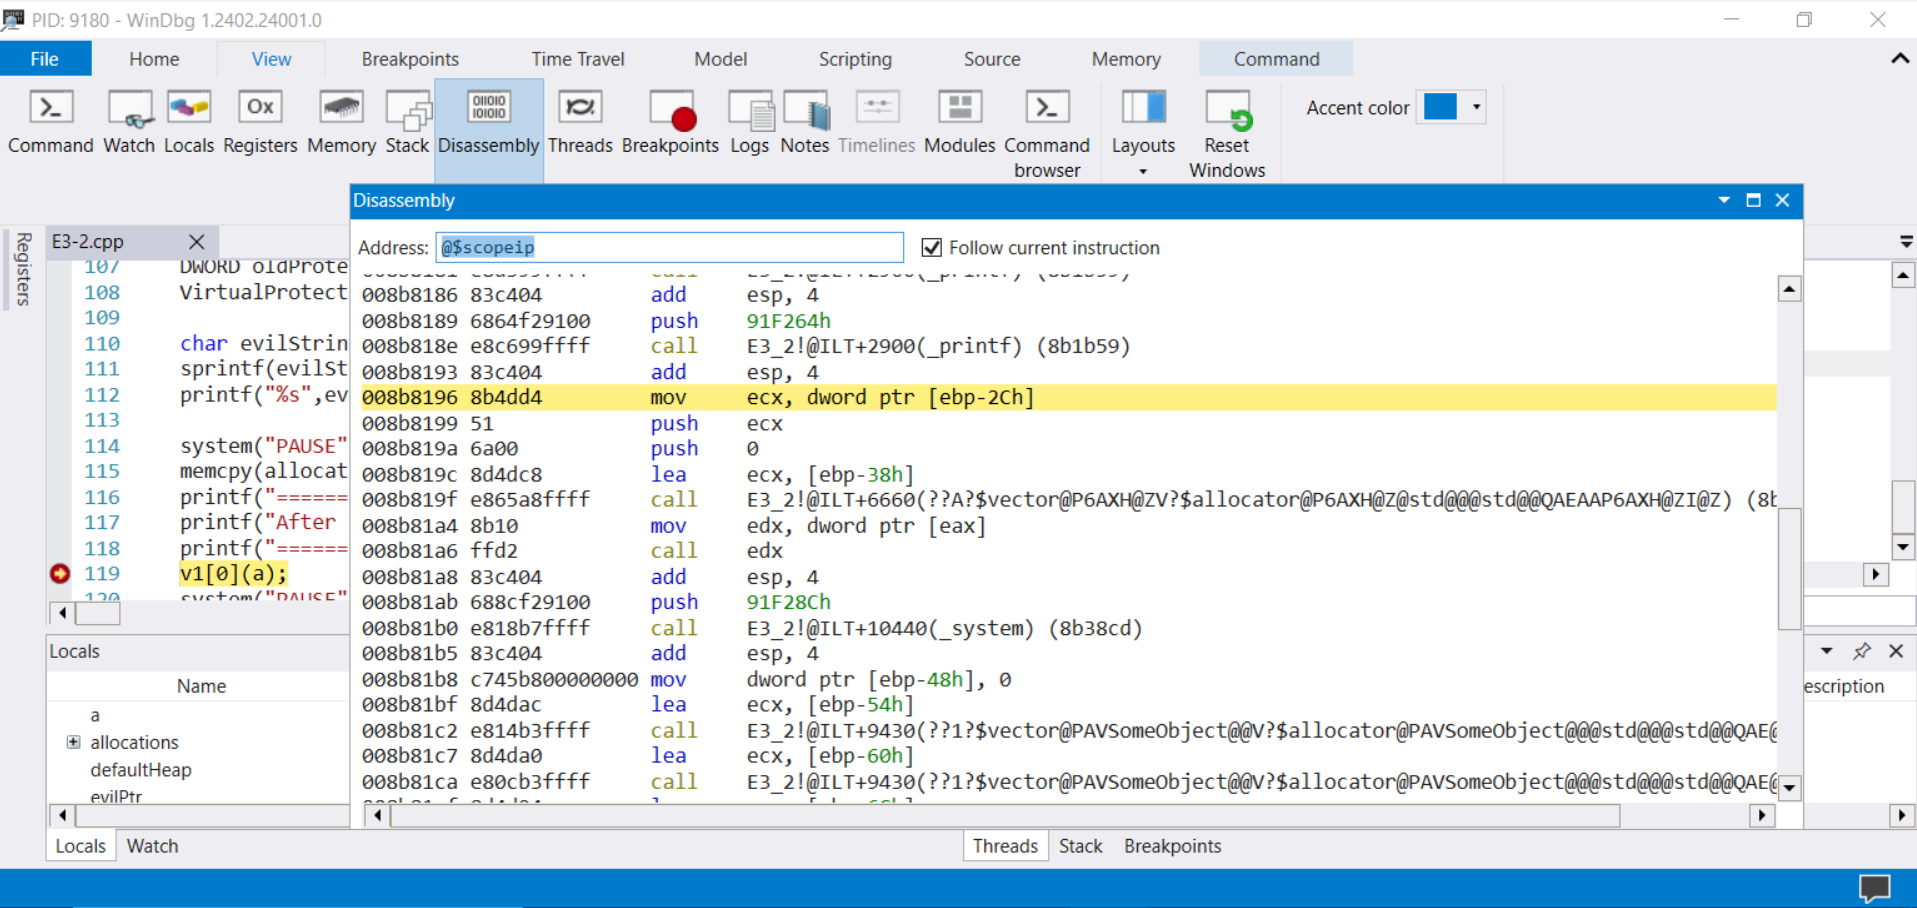 PID: 9180 - WinDbg 1.2402.24001.0
File Home View Breakpoints Time Travel Model Scripting Source Memory Command
Command Watch Locals Registers Memory Stack Disassembly Threads Breakpoints Logs Notes Timelines Modules Command browser Layouts Reset Windows
Accent color
Registers
E3-2.cpp
107 DWORD oldProte
108 VirtualProtect
109
110 char evilStrin
111 sprintf(evilSt
112 printf("%s",ev
113
114 system("PAUSE"
115 memcpy(allocat
116 printf("======
117 printf("After
118 printf("======
119 v1[0](a);
120 system("PAUSE"
Disassembly
Address: @$scopeip
Follow current instruction
008b8186 83c404 add esp, 4
008b8189 6864f29100 push 91F264h
008b818e e8c699ffff call E3_2!@ILT+2900(_printf) (8b1b59)
008b8193 83c404 add esp, 4
008b8196 8b4dd4 mov ecx, dword ptr [ebp-2Ch]
008b8199 51 push ecx
008b819a 6a00 push 0
008b819c 8d4dc8 lea ecx, [ebp-38h]
008b819f e865a8ffff call E3_2!@ILT+6660(??A?$vector@P6AXH@ZV?$allocator@P6AXH@Z@std@@@std@@QAEAAP6AXH@ZI@Z) (8b
008b81a4 8b10 mov edx, dword ptr [eax]
008b81a6 ffd2 call edx
008b81a8 83c404 add esp, 4
008b81ab 688cf29100 push 91F28Ch
008b81b0 e818b7ffff call E3_2!@ILT+10440(_system) (8b38cd)
008b81b5 83c404 add esp, 4
008b81b8 c745b800000000 mov dword ptr [ebp-48h], 0
008b81bf 8d4dac lea ecx, [ebp-54h]
008b81c2 e814b3ffff call E3_2!@ILT+9430(??1?$vector@PAVSomeObject@@V?$allocator@PAVSomeObject@@@std@@@std@@QAE@
008b81c7 8d4da0 lea ecx, [ebp-60h]
008b81ca e80cb3ffff call E3_2!@ILT+9430(??1?$vector@PAVSomeObject@@V?$allocator@PAVSomeObject@@@std@@@std@@QAE@
Locals
Name
escription
a
allocations
defaultHeap
evilPtr
Locals Watch
Threads Stack Breakpoints